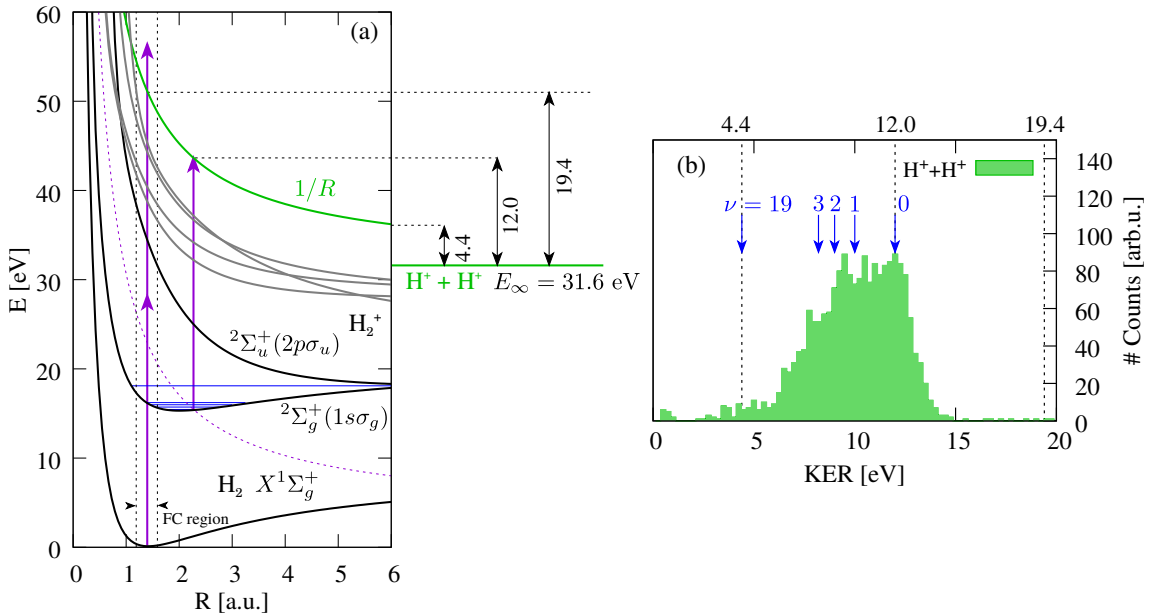 (a)
60
50
40
30
20
10
0
E [eV]
0 1 2 3 4 5 6
R [a.u.]
1/R
H₂⁺
²Σᵤ⁺(2pσᵤ)
²Σg⁺(1sσg)
H₂ X¹Σg⁺
FC region
4.4
12.0
19.4
H⁺ + H⁺ E∞ = 31.6 eV
4.4 12.0 19.4
(b)
H⁺+H⁺
ν = 19 3 2 1 0
140
120
100
80
60
40
20
0
# Counts [arb.u.]
0 5 10 15 20
KER [eV]